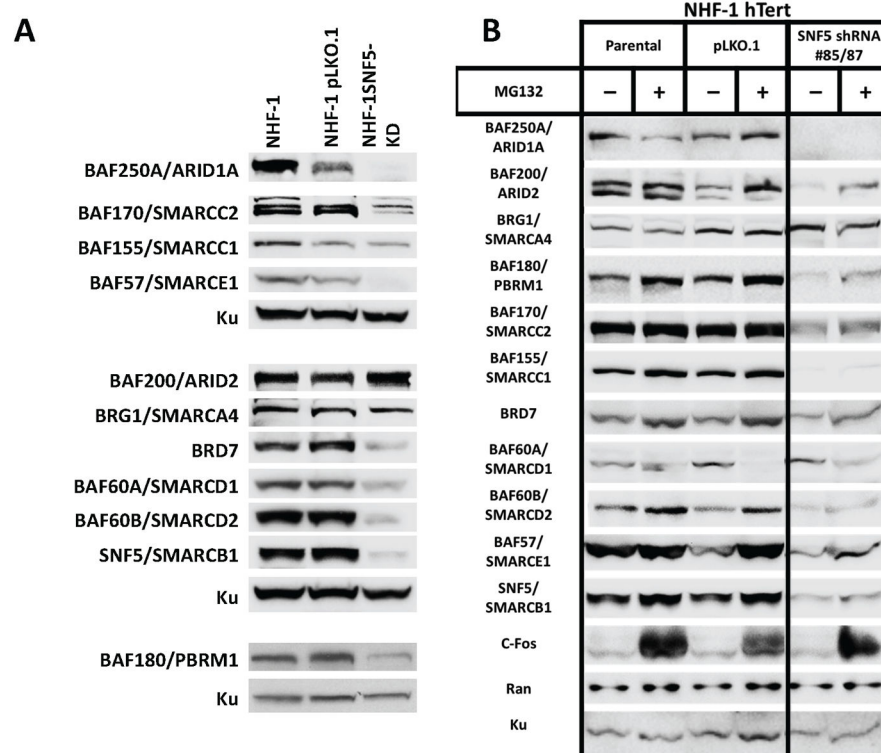 A
NHF-1
NHF-1 pLKO.1
NHF-1SNF5-
KD
BAF250A/ARID1A
BAF170/SMARCC2
BAF155/SMARCC1
BAF57/SMARCE1
Ku
BAF200/ARID2
BRG1/SMARCA4
BRD7
BAF60A/SMARCD1
BAF60B/SMARCD2
SNF5/SMARCB1
Ku
BAF180/PBRM1
Ku
B
NHF-1 hTert
Parental
pLKO.1
SNF5 shRNA
#85/87
MG132
− + − + − +
BAF250A/
ARID1A
BAF200/
ARID2
BRG1/
SMARCA4
BAF180/
PBRM1
BAF170/
SMARCC2
BAF155/
SMARCC1
BRD7
BAF60A/
SMARCD1
BAF60B/
SMARCD2
BAF57/
SMARCE1
SNF5/
SMARCB1
C-Fos
Ran
Ku